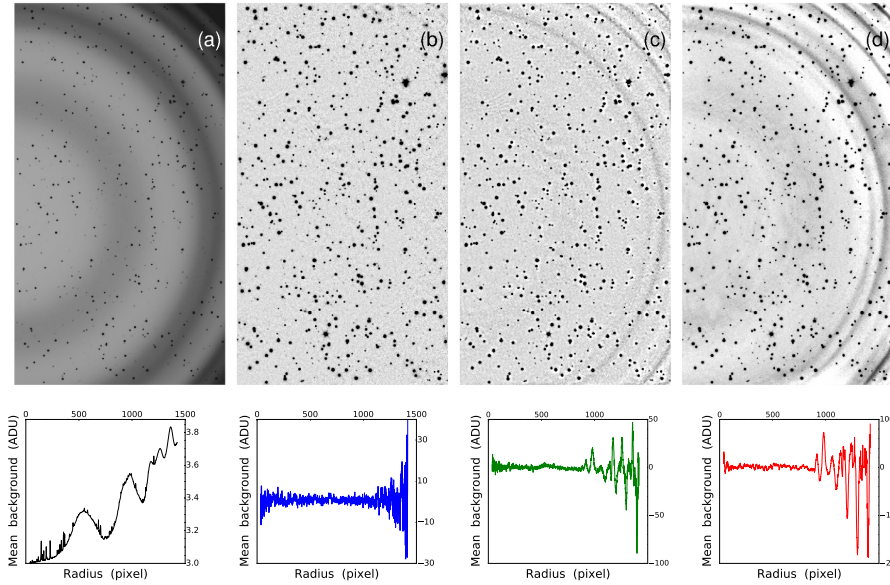 (a) (b) (c) (d)
0 500 1000 1500
Mean background (ADU)
3.8
3.6
3.4
3.2
3.0
Radius (pixel)
0 500 1000 1500
Mean background (ADU)
30
10
−10
−30
Radius (pixel)
0 500 1000
Mean background (ADU)
50
0
−50
−100
Radius (pixel)
0 500 1000
Mean background (ADU)
Radius (pixel)